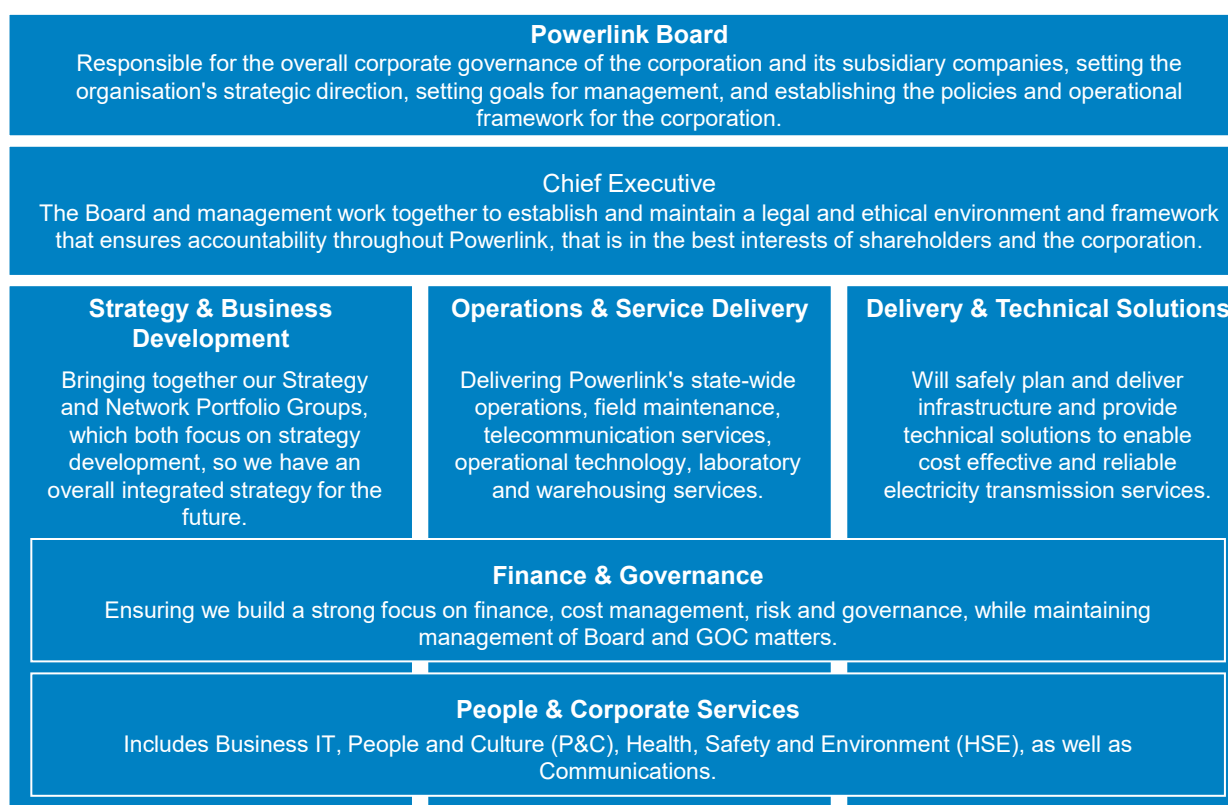 Powerlink Board
Responsible for the overall corporate governance of the corporation and its subsidiary companies, setting the
organisation's strategic direction, setting goals for management, and establishing the policies and operational
framework for the corporation.
Chief Executive
The Board and management work together to establish and maintain a legal and ethical environment and framework
that ensures accountability throughout Powerlink, that is in the best interests of shareholders and the corporation.
Strategy & Business
Development
Bringing together our Strategy
and Network Portfolio Groups,
which both focus on strategy
development, so we have an
overall integrated strategy for the
future.
Operations & Service Delivery
Delivering Powerlink's state-wide
operations, field maintenance,
telecommunication services,
operational technology, laboratory
and warehousing services.
Delivery & Technical Solutions
Will safely plan and deliver
infrastructure and provide
technical solutions to enable
cost effective and reliable
electricity transmission services.
Finance & Governance
Ensuring we build a strong focus on finance, cost management, risk and governance, while maintaining
management of Board and GOC matters.
People & Corporate Services
Includes Business IT, People and Culture (P&C), Health, Safety and Environment (HSE), as well as
Communications.